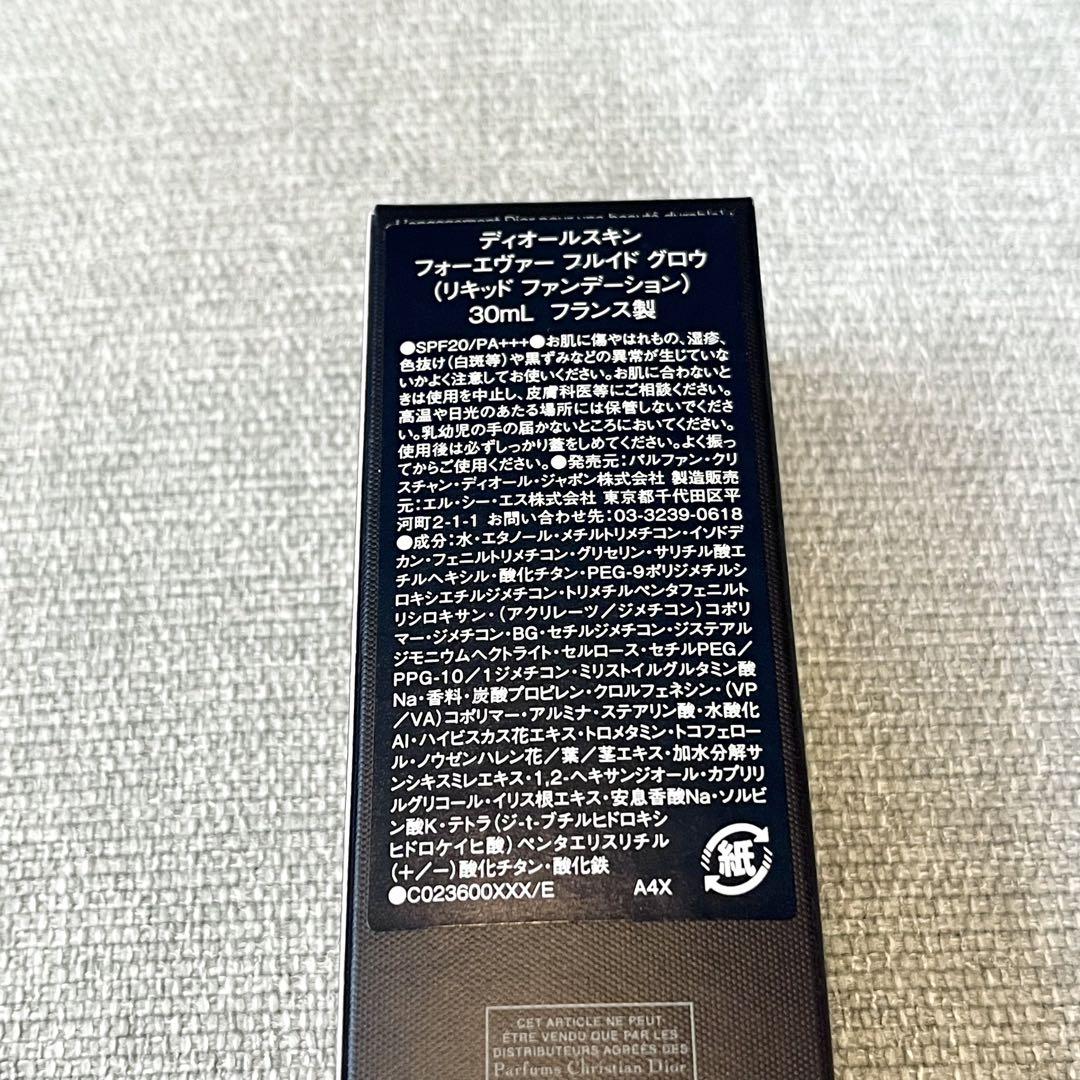 L'engagement Dior pour une beauté durable
ディオールスキン
フォーエヴァー フルイド グロウ
(リキッド ファンデーション)
30mL フランス製
●SPF20/PA+++●お肌に傷やはれもの、湿疹、
色抜け(白斑等)や黒ずみなどの異常が生じていな
いかよく注意してお使いください。お肌に合わないと
きは使用を中止し、皮膚科医等にご相談ください。
高温や日光のあたる場所には保管しないでくださ
い。乳幼児の手の届かないところにおいてください。
使用後は必ずしっかり蓋をしめてください。よく振っ
てからご使用ください。●発売元:パルファン・クリ
スチャン・ディオール・ジャポン株式会社 製造販売
元:エル・シー・エス株式会社 東京都千代田区平
河町2-1-1 お問い合わせ先:03-3239-0618
●成分:水・エタノール・メチルトリメチコン・イソドデ
カン・フェニルトリメチコン・グリセリン・サリチル酸エ
チルヘキシル・酸化チタン・PEG-9ポリジメチルシ
ロキシエチルジメチコン・トリメチルペンタフェニルト
リシロキサン・(アクリレーツ/ジメチコン)コポリ
マー・ジメチコン・BG・セチルジメチコン・ジステアル
ジモニウムヘクトライト・セルロース・セチルPEG/
PPG-10/1ジメチコン・ミリストイルグルタミン酸
Na・香料・炭酸プロピレン・クロルフェネシン・(VP
/VA)コポリマー・アルミナ・ステアリン酸・水酸化
Al・ハイビスカス花エキス・トロメタミン・トコフェロー
ル・ノウゼンハレン花/葉/茎エキス・加水分解サ
ンシキスミレエキス・1,2-ヘキサンジオール・カプリリ
ルグリコール・イリス根エキス・安息香酸Na・ソルビ
ン酸K・テトラ(ジ-t-ブチルヒドロキシ
ヒドロケイヒ酸)ペンタエリスリチル
(+/-)酸化チタン・酸化鉄
●C023600XXX/E A4X
紙
CET ARTICLE NE PEUT
ÊTRE VENDU QUE PAR LES
DISTRIBUTEURS AGRÉÉS DES
Parfums Christian Dior